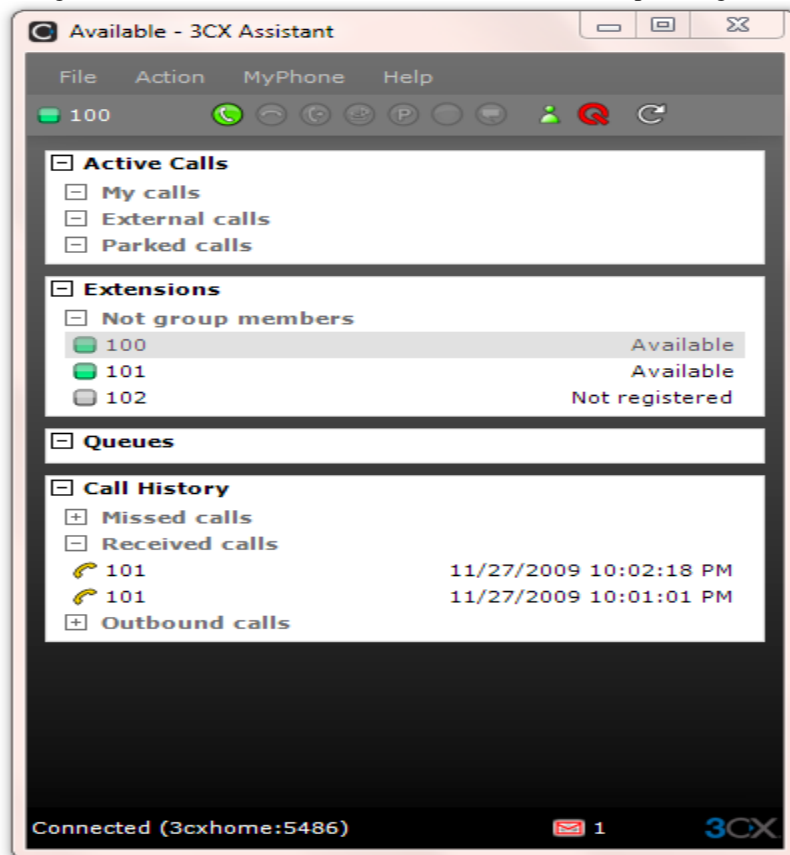 Available - 3CX Assistant
File Action MyPhone Help
100
Active Calls
My calls
External calls
Parked calls
Extensions
Not group members
100 Available
101 Available
102 Not registered
Queues
Call History
Missed calls
Received calls
101 11/27/2009 10:02:18 PM
101 11/27/2009 10:01:01 PM
Outbound calls
Connected (3cxhome:5486) 1 3CX